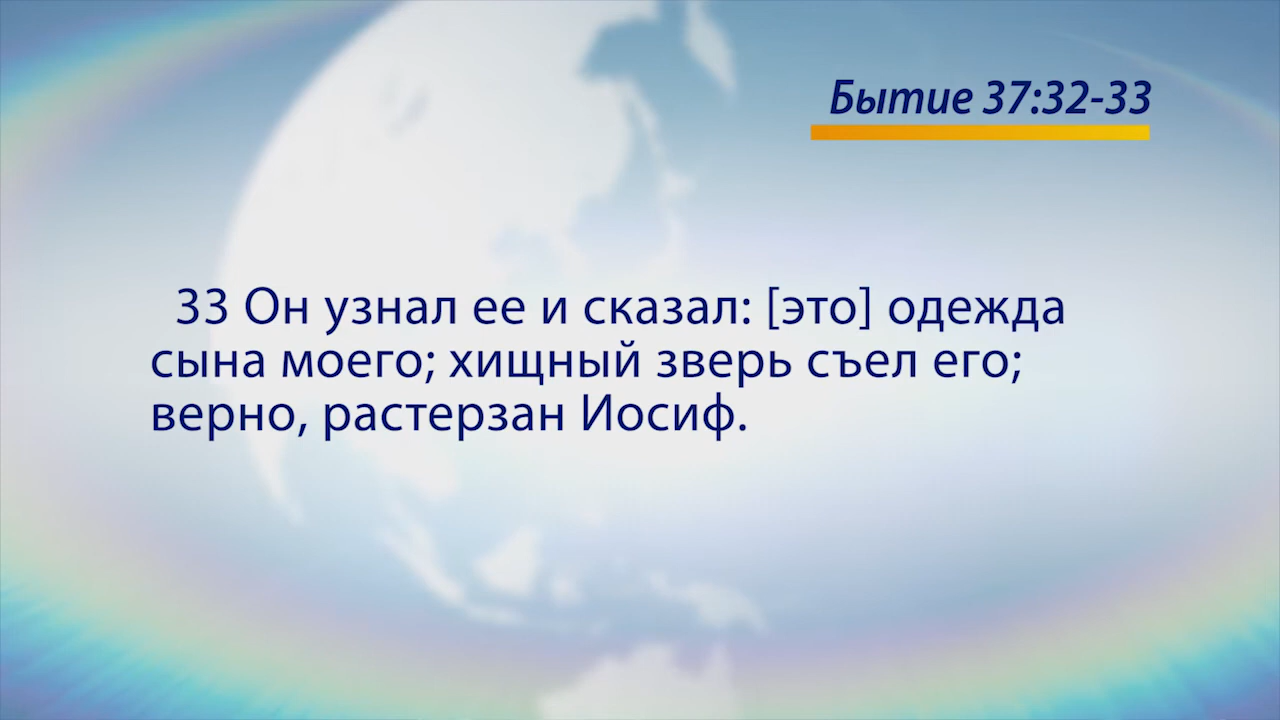 Бытие 37:32-33
33 Он узнал ее и сказал: [это] одежда
сына моего; хищный зверь съел его;
верно, растерзан Иосиф.